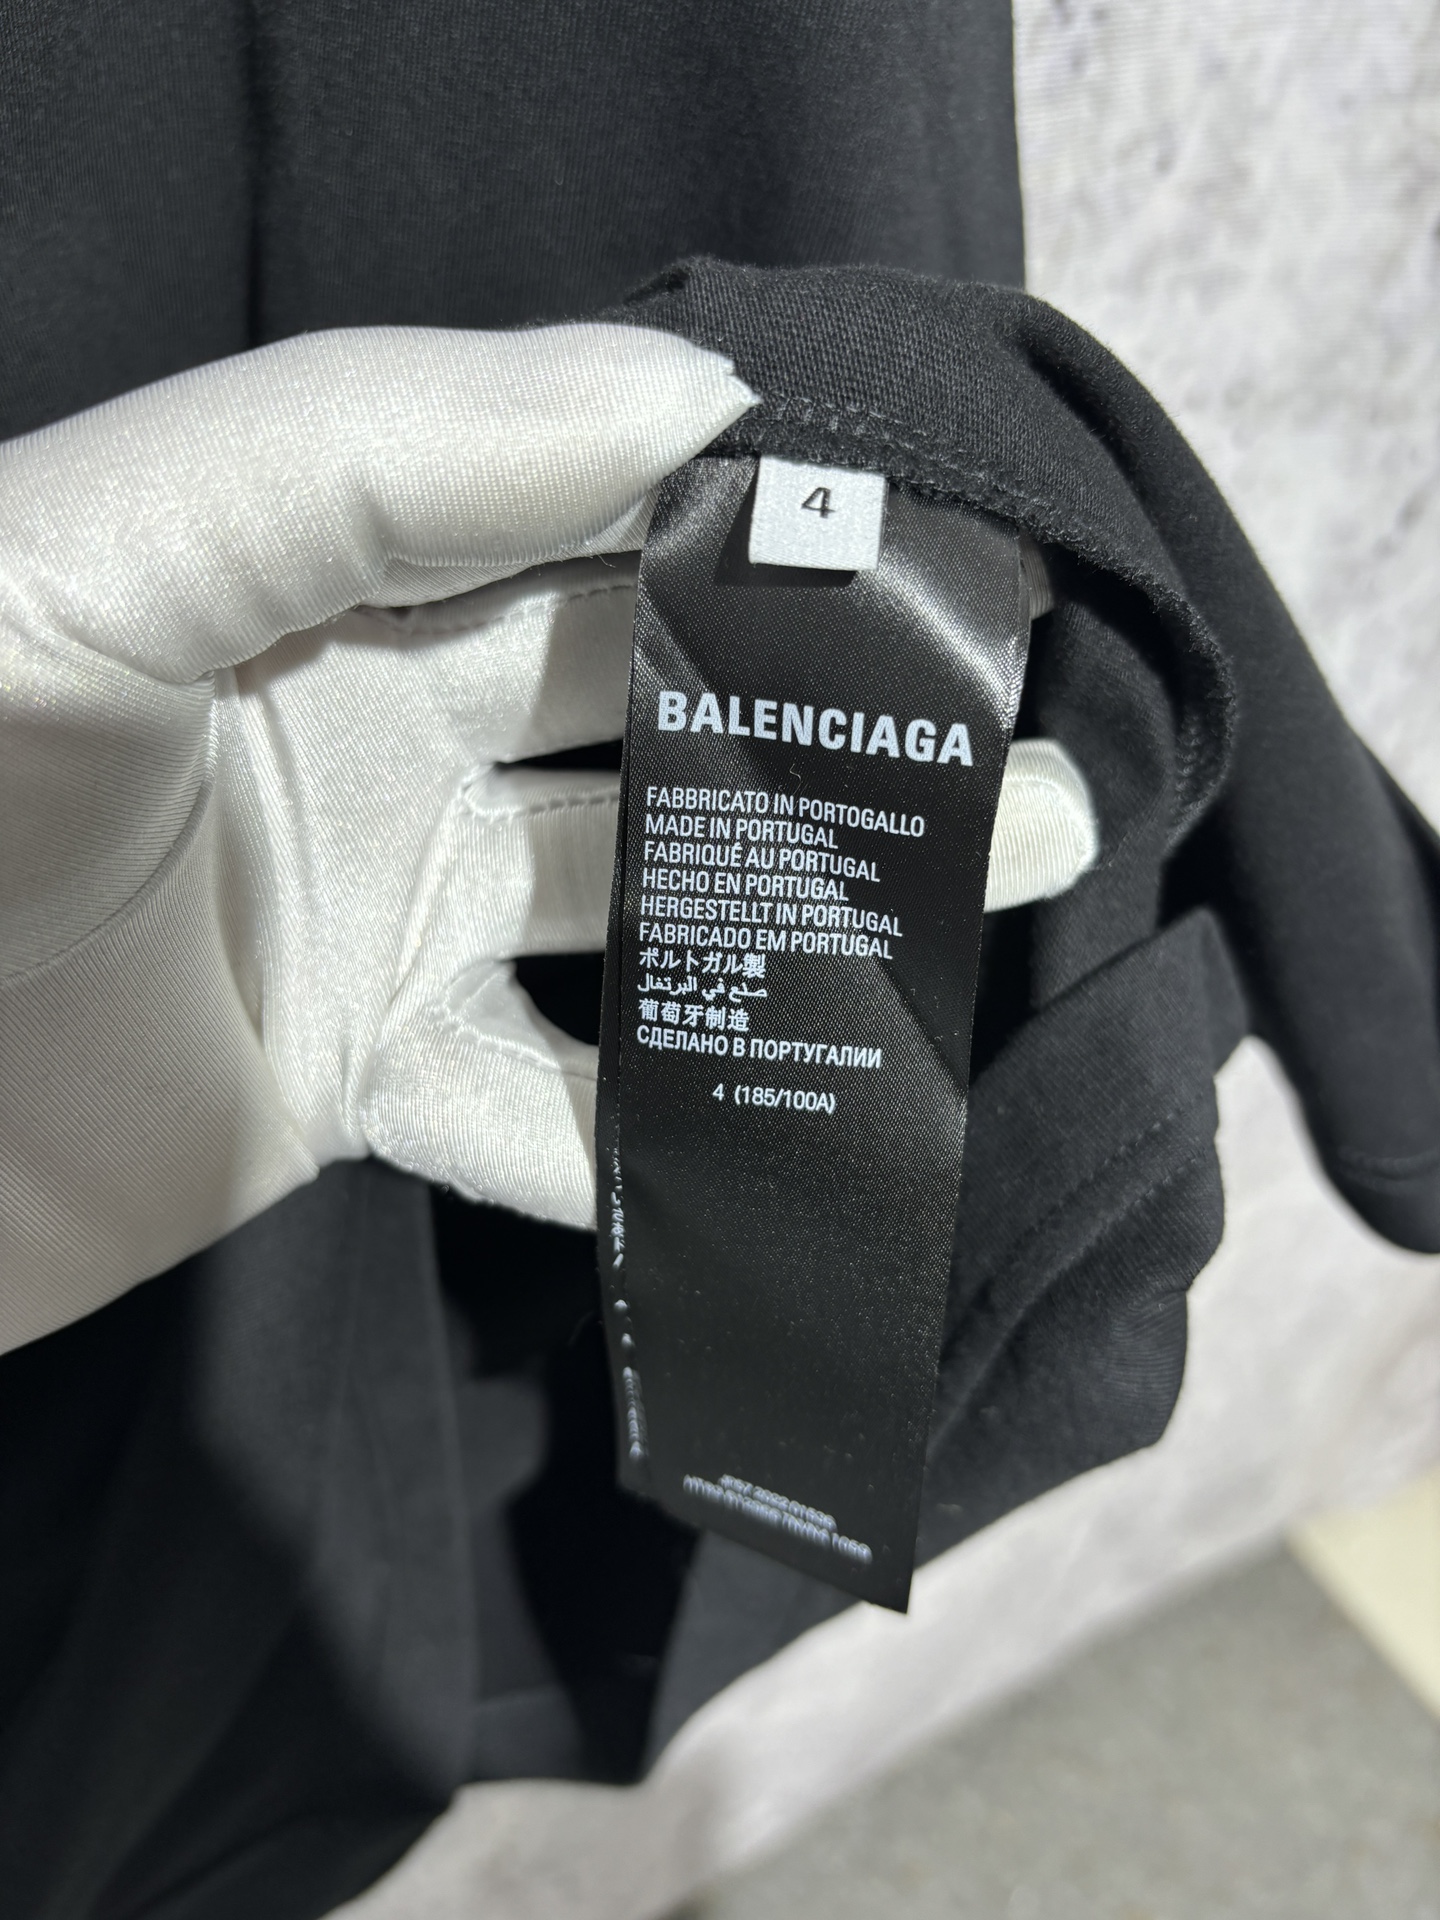 4
BALENCIAGA
FABBRICATO IN PORTOGALLO
MADE IN PORTUGAL
FABRIQUÉ AU PORTUGAL
HECHO EN PORTUGAL
HERGESTELLT IN PORTUGAL
FABRICADO EM PORTUGAL
ポルトガル製
صنع في البرتغال
葡萄牙制造
СДЕЛАНО В ПОРТУГАЛИИ
4 (185/100A)